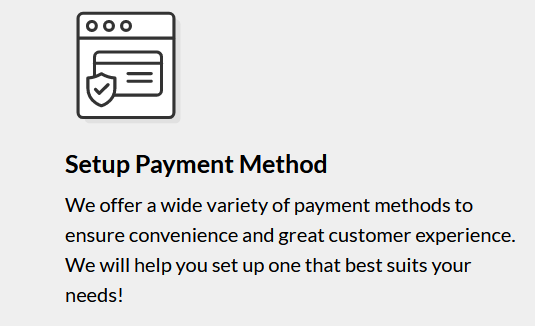 Setup Payment Method
We offer a wide variety of payment methods to
ensure convenience and great customer experience.
We will help you set up one that best suits your
needs!